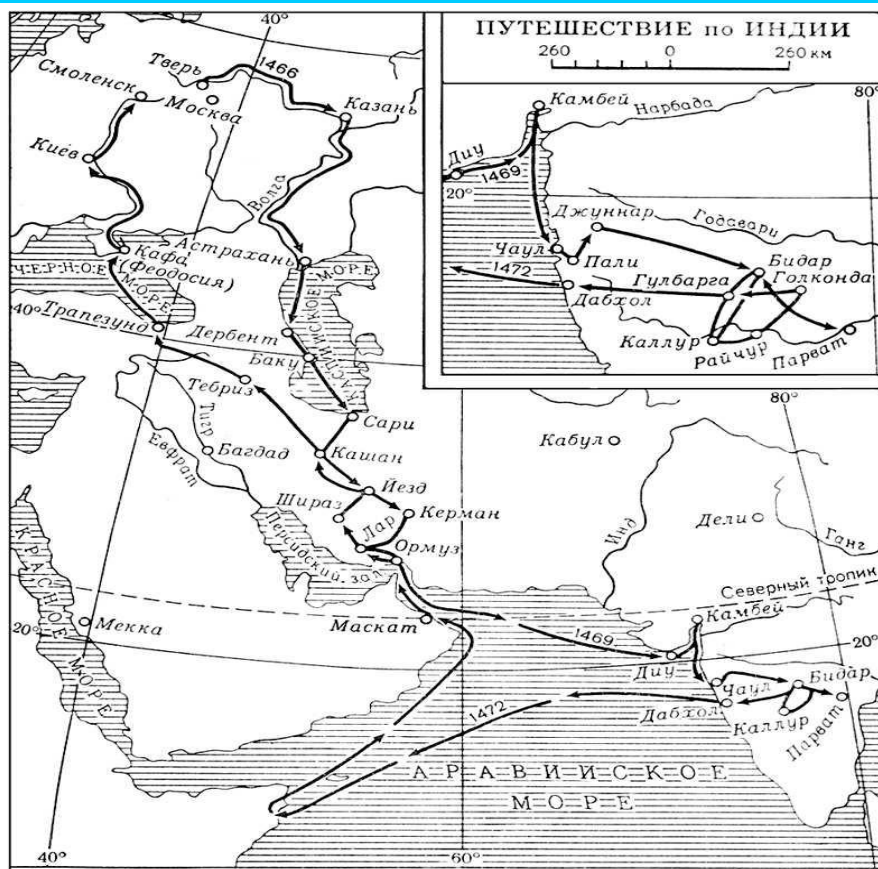 40°
ПУТЕШЕСТВИЕ по ИНДИИ
260 0 260 км
Тверь
1466
Смоленск
Москва
Казань
Киев
Волга
Астрахань
Кафа
(Феодосия)
ЧЕРНОЕ
МОРЕ
40°
Трапезунд
Дербент
Баку
КАСПИЙСКОЕ
МОРЕ
Тебриз
Сари
Тигр
Евфрат
Багдад
Кашан
Йезд
Шираз
Керман
Лар
Ормуз
Персидский зал.
КРАСНОЕ
МОРЕ
Мекка
20°
Маскат
Кабул
80°
Инд
Дели
Ганг
Северный тропик
Камбей
1469
Диу
20°
Чаул
Бидар
Дабхол
Каллур
Парват
1472
АРАВИЙСКОЕ
МОРЕ
40°
60°
80°
Камбей
Нарбада
Диу
1469
20°
Джуннар
Годавари
Чаул
Пали
Бидар
1472
Гулбарга
Голконда
Дабхол
Каллур
Райчур
Парват